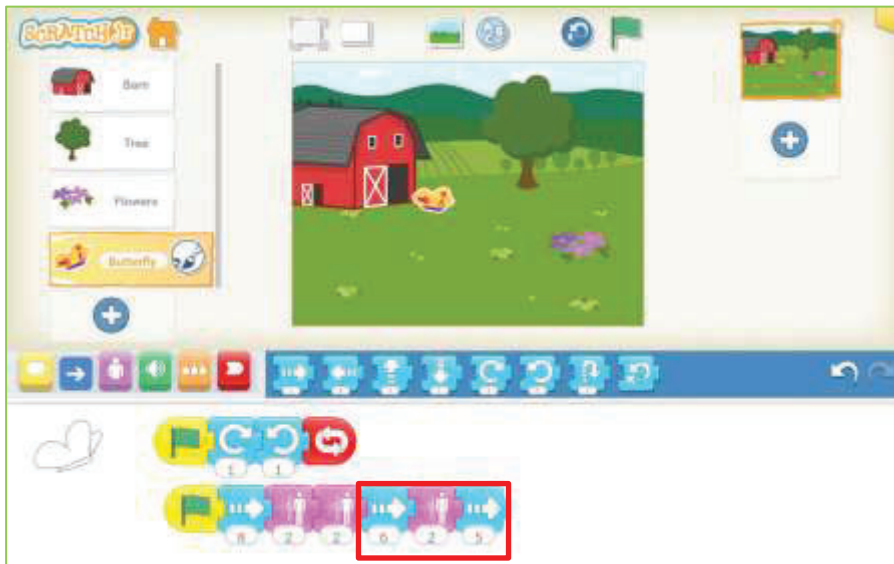 SCRATCHJR
Barn
Tree
Flowers
Butterfly
1 1
8 2 2 6 2 5